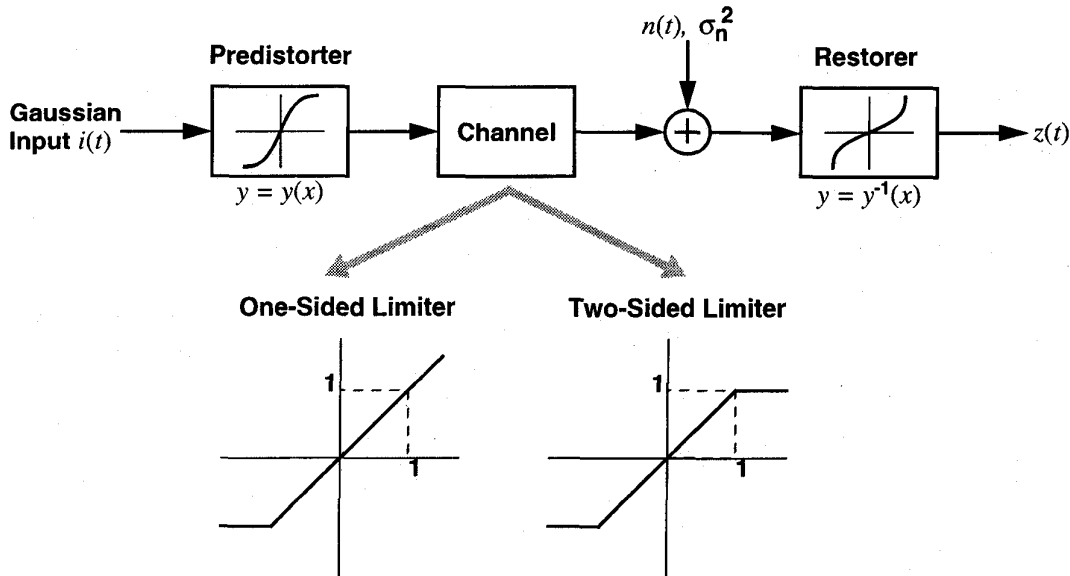 n(t), σn²
Predistorter
Restorer
Gaussian
Input i(t)
Channel
+
z(t)
y = y(x)
y = y⁻¹(x)
One-Sided Limiter
Two-Sided Limiter
1
1
1
1